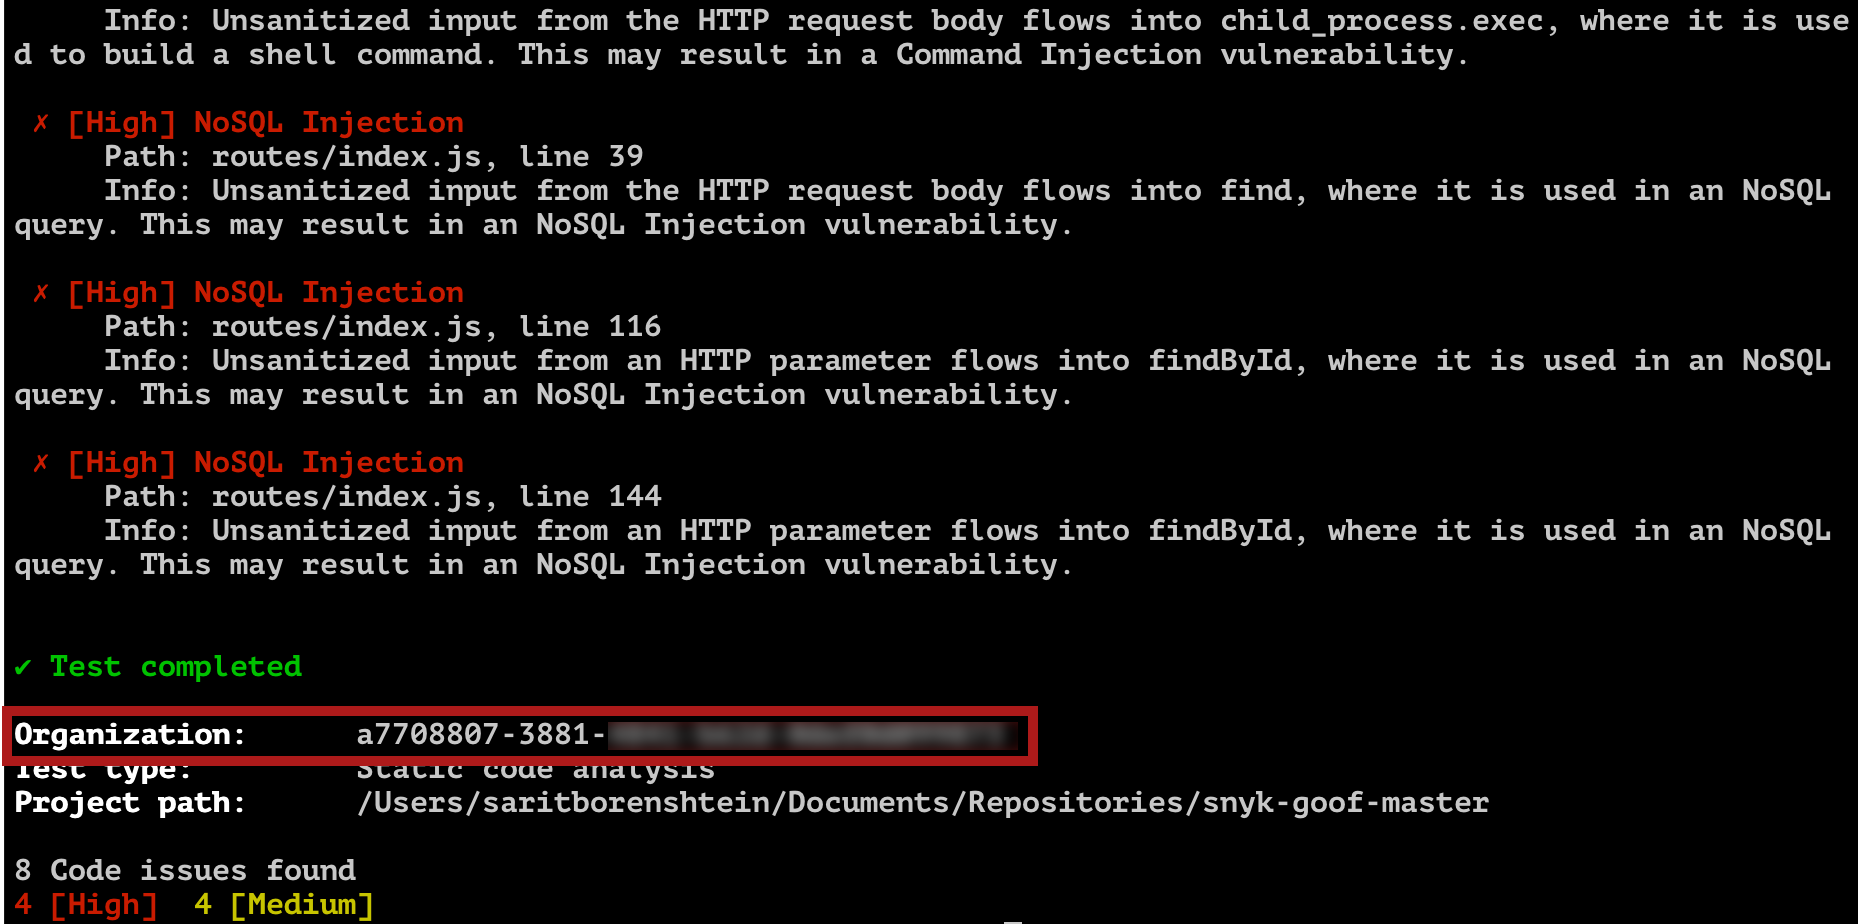 Info: Unsanitized input from the HTTP request body flows into child_process.exec, where it is use
d to build a shell command. This may result in a Command Injection vulnerability.
✗ [High] NoSQL Injection
Path: routes/index.js, line 39
Info: Unsanitized input from the HTTP request body flows into find, where it is used in an NoSQL
query. This may result in an NoSQL Injection vulnerability.
✗ [High] NoSQL Injection
Path: routes/index.js, line 116
Info: Unsanitized input from an HTTP parameter flows into findById, where it is used in an NoSQL
query. This may result in an NoSQL Injection vulnerability.
✗ [High] NoSQL Injection
Path: routes/index.js, line 144
Info: Unsanitized input from an HTTP parameter flows into findById, where it is used in an NoSQL
query. This may result in an NoSQL Injection vulnerability.
✔ Test completed
Organization: a7708807-3881-
Test type: Static code analysis
Project path: /Users/saritborenshtein/Documents/Repositories/snyk-goof-master
8 Code issues found
4 [High] 4 [Medium]